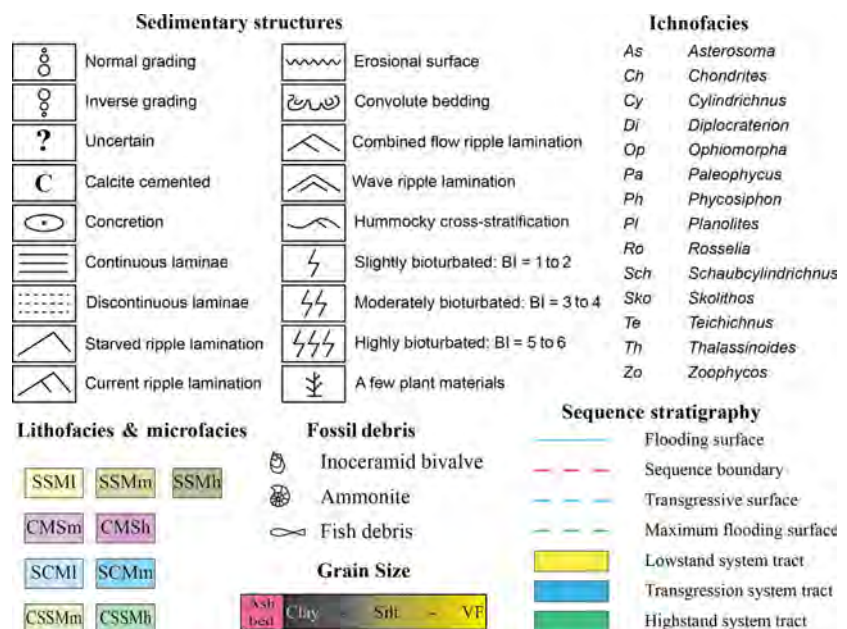 Sedimentary structures
Normal grading
Inverse grading
? Uncertain
C Calcite cemented
Concretion
Continuous laminae
Discontinuous laminae
Starved ripple lamination
Current ripple lamination
Erosional surface
Convolute bedding
Combined flow ripple lamination
Wave ripple lamination
Hummocky cross-stratification
Slightly bioturbated: BI = 1 to 2
Moderately bioturbated: BI = 3 to 4
Highly bioturbated: BI = 5 to 6
A few plant materials
Ichnofacies
As Asterosoma
Ch Chondrites
Cy Cylindrichnus
Di Diplocraterion
Op Ophiomorpha
Pa Paleophycus
Ph Phycosiphon
Pl Planolites
Ro Rosselia
Sch Schaubcylindrichnus
Sko Skolithos
Te Teichichnus
Th Thalassinoides
Zo Zoophycos
Lithofacies & microfacies
SSMl SSMm SSMh
CMSm CMSh
SCMl SCMm
CSSMm CSSMh
Fossil debris
Inoceramid bivalve
Ammonite
Fish debris
Grain Size
Ash bed Clay - Silt - VF
Sequence stratigraphy
Flooding surface
Sequence boundary
Transgressive surface
Maximum flooding surface
Lowstand system tract
Transgression system tract
Highstand system tract